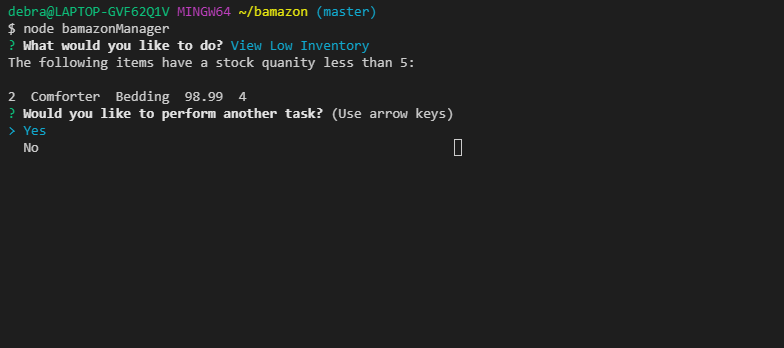 debra@LAPTOP-GVF62Q1V MINGW64 ~/bamazon (master)
$ node bamazonManager
? What would you like to do? View Low Inventory
The following items have a stock quanity less than 5:
2  Comforter  Bedding  98.99  4
? Would you like to perform another task? (Use arrow keys)
> Yes
  No